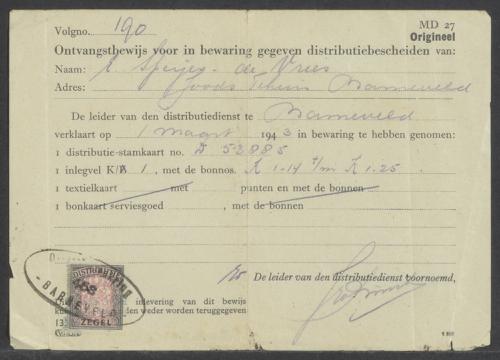 Volgno. 190
MD 27
Origineel
Ontvangstbewijs voor in bewaring gegeven distributiebescheiden van:
Naam: E. Speijer - de Vries
Adres: Joods Tehuis Barneveld
De leider van den distributiedienst te Barneveld
verklaart op 1 maart 1943 in bewaring te hebben genomen:
1 distributie-stamkaart no. D 52885
1 inlegvel K/A 1, met de bonnos. K 1-14 t/m K 1-25.
1 textielkaart met punten en met de bonnen
1 bonkaart serviesgoed , met de bonnen
De leider van den distributiedienst voornoemd,
DISTRIBUTIE
458
BARNEVELD
ZEGEL
inlevering van dit bewijs
den weder worden teruggegeven